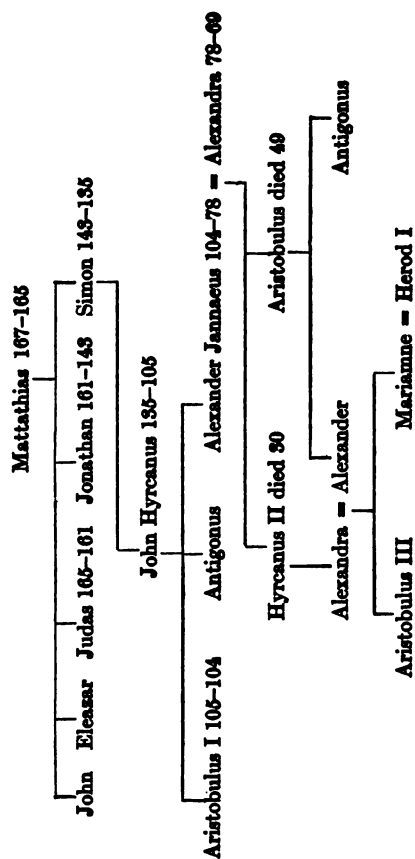 Mattathias 167–165
John Eleazar Judas 165–161 Jonathan 161–143 Simon 143–135
John Hyrcanus 135–105
Aristobulus I 105–104 Antigonus Alexander Jannaeus 104–78 = Alexandra 78–69
Hyrcanus II died 30 Aristobulus died 49
Alexandra = Alexander Antigonus
Aristobulus III Mariamne = Herod I